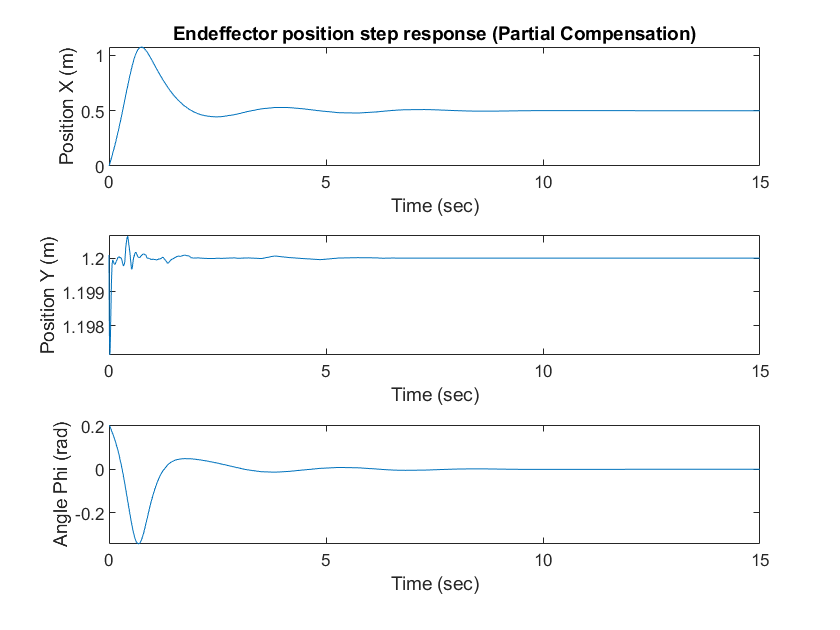 Endeffector position step response (Partial Compensation)
Position X (m)
1
0.5
0
0 5 10 15
Time (sec)
Position Y (m)
1.2
1.199
1.198
0 5 10 15
Time (sec)
Angle Phi (rad)
0.2
0
-0.2
0 5 10 15
Time (sec)